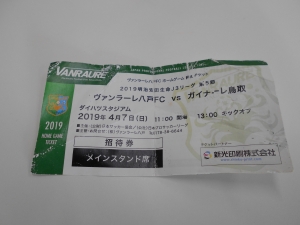 VANRAURE
ヴァンラーレ八戸FC ホームゲーム 観戦チケット
2019明治安田生命J3リーグ 第5節
ヴァンラーレ八戸FC vs ガイナーレ鳥取
ダイハツスタジアム
2019年4月7日(日) 11:00 開場 13:00 キックオフ
招待券
メインスタンド席
2019
HOME GAME
TICKET
新光印刷株式会社